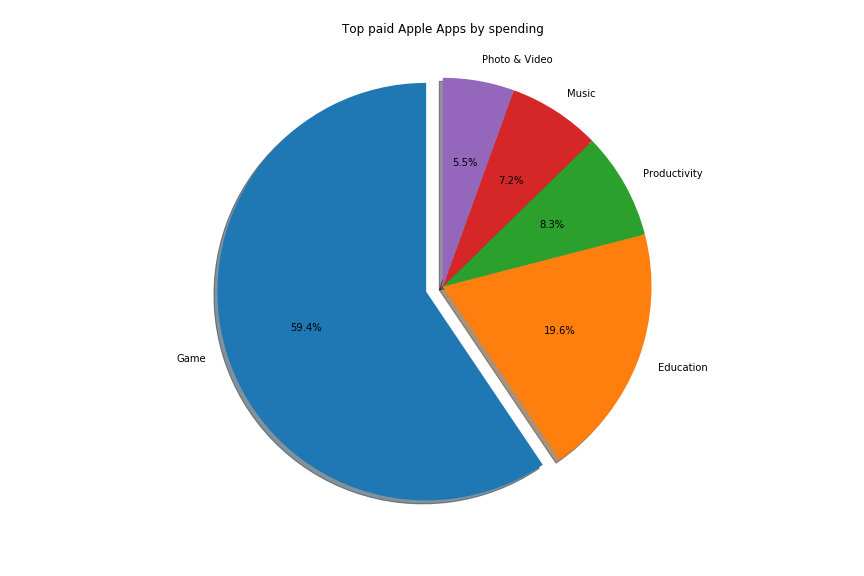 Top paid Apple Apps by spending
Photo & Video
Music
5.5%
Productivity
7.2%
8.3%
59.4%
19.6%
Game
Education